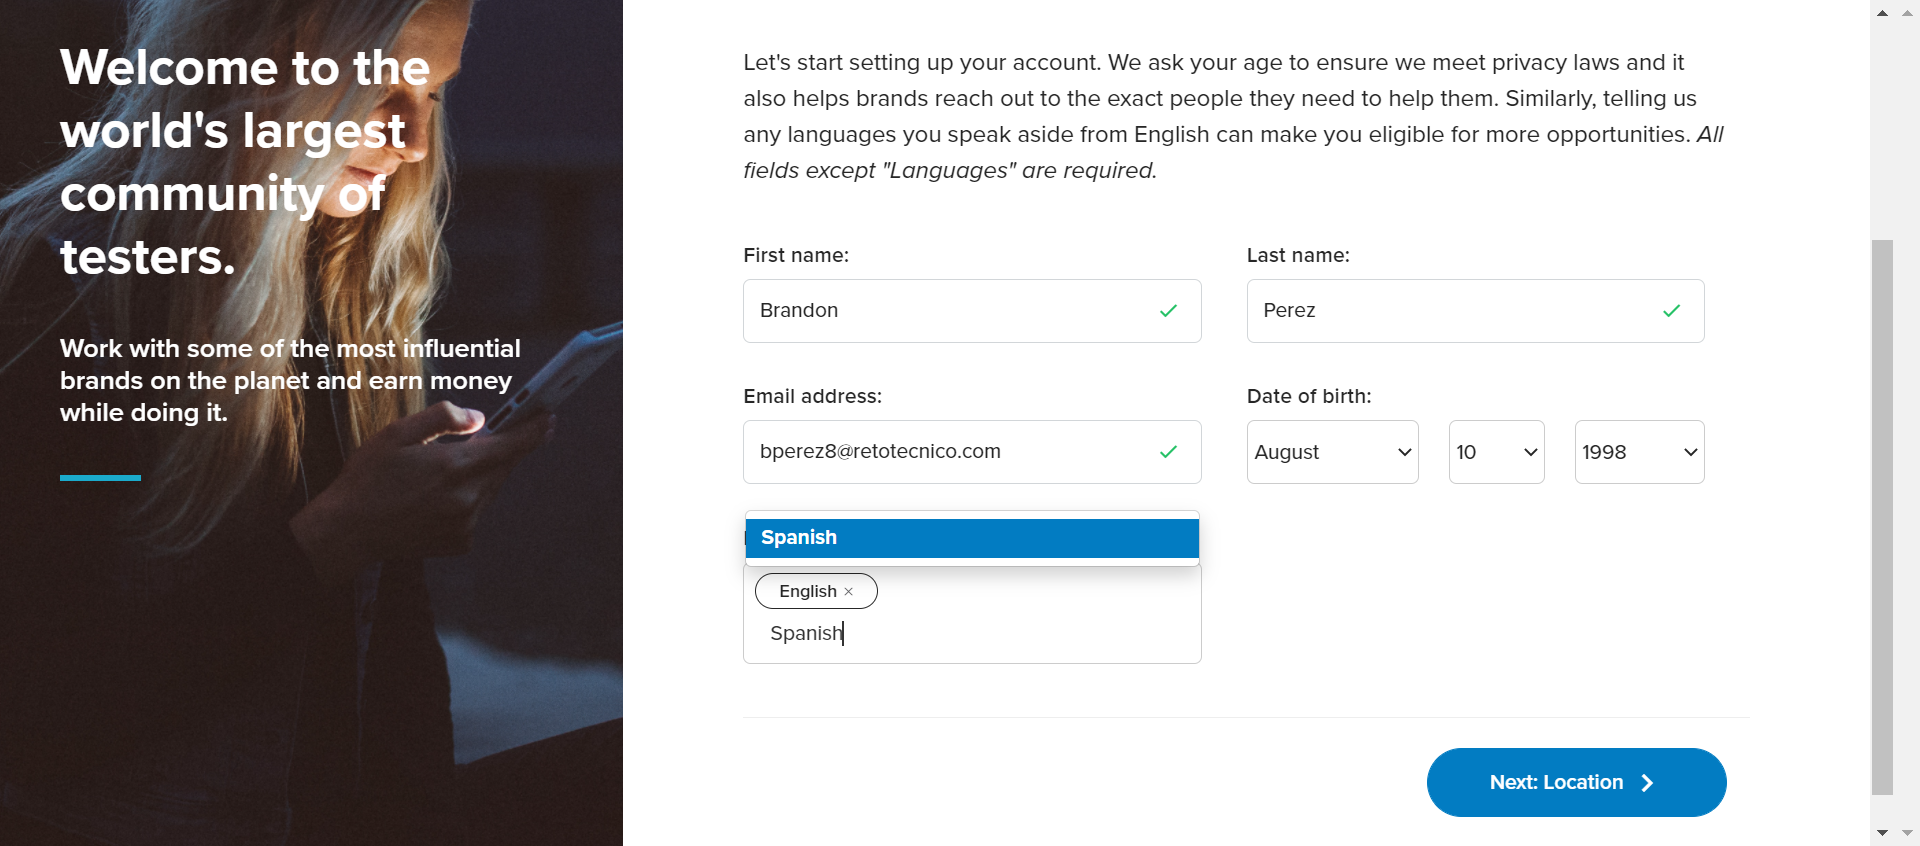 Welcome to the
world's largest
community of
testers.
Work with some of the most influential
brands on the planet and earn money
while doing it.
Let's start setting up your account. We ask your age to ensure we meet privacy laws and it
also helps brands reach out to the exact people they need to help them. Similarly, telling us
any languages you speak aside from English can make you eligible for more opportunities. All
fields except "Languages" are required.
First name:
Last name:
Brandon
Perez
Email address:
Date of birth:
bperez8@retotecnico.com
August
10
1998
Spanish
English ×
Spanish
Next: Location